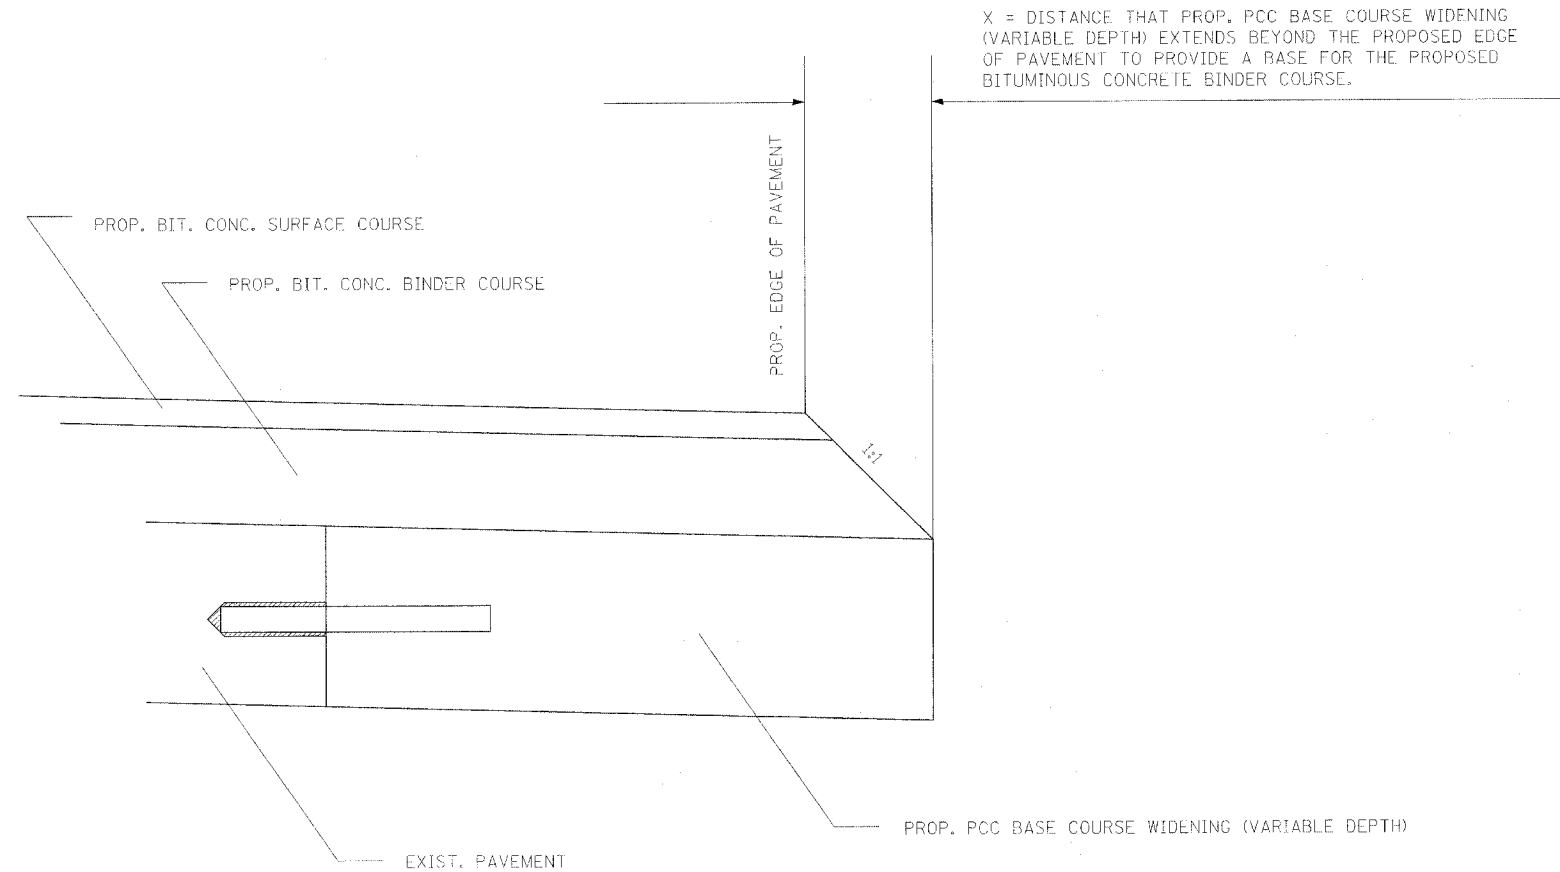 X = DISTANCE THAT PROP. PCC BASE COURSE WIDENING
(VARIABLE DEPTH) EXTENDS BEYOND THE PROPOSED EDGE
OF PAVEMENT TO PROVIDE A BASE FOR THE PROPOSED
BITUMINOUS CONCRETE BINDER COURSE.
PROP. EDGE OF PAVEMENT
PROP. BIT. CONC. SURFACE COURSE
PROP. BIT. CONC. BINDER COURSE
1:1
PROP. PCC BASE COURSE WIDENING (VARIABLE DEPTH)
EXIST. PAVEMENT